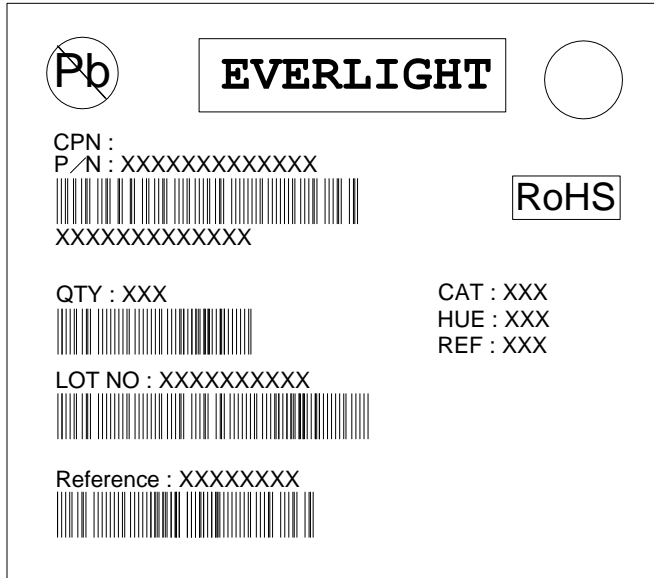 Pb
EVERLIGHT
CPN :
P/N : XXXXXXXXXXXXX
RoHS
XXXXXXXXXXXXX
QTY : XXX
CAT : XXX
HUE : XXX
REF : XXX
LOT NO : XXXXXXXXXX
Reference : XXXXXXXX